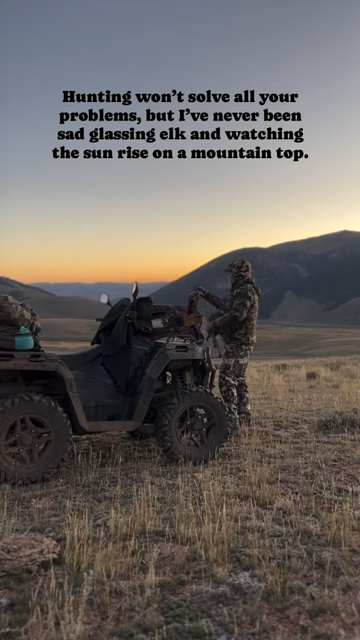 Hunting won’t solve all your
problems, but I’ve never been
sad glassing elk and watching
the sun rise on a mountain top.